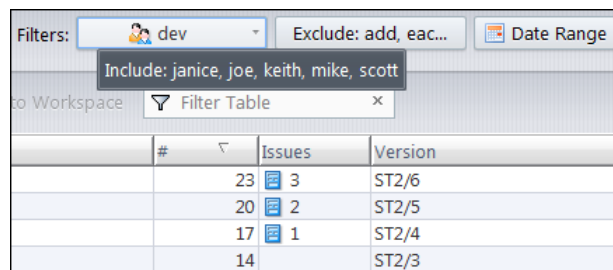 Filters: dev Exclude: add, eac... Date Range
Include: janice, joe, keith, mike, scott
to Workspace Filter Table ×
# Issues Version
23 3 ST2/6
20 2 ST2/5
17 1 ST2/4
14 ST2/3